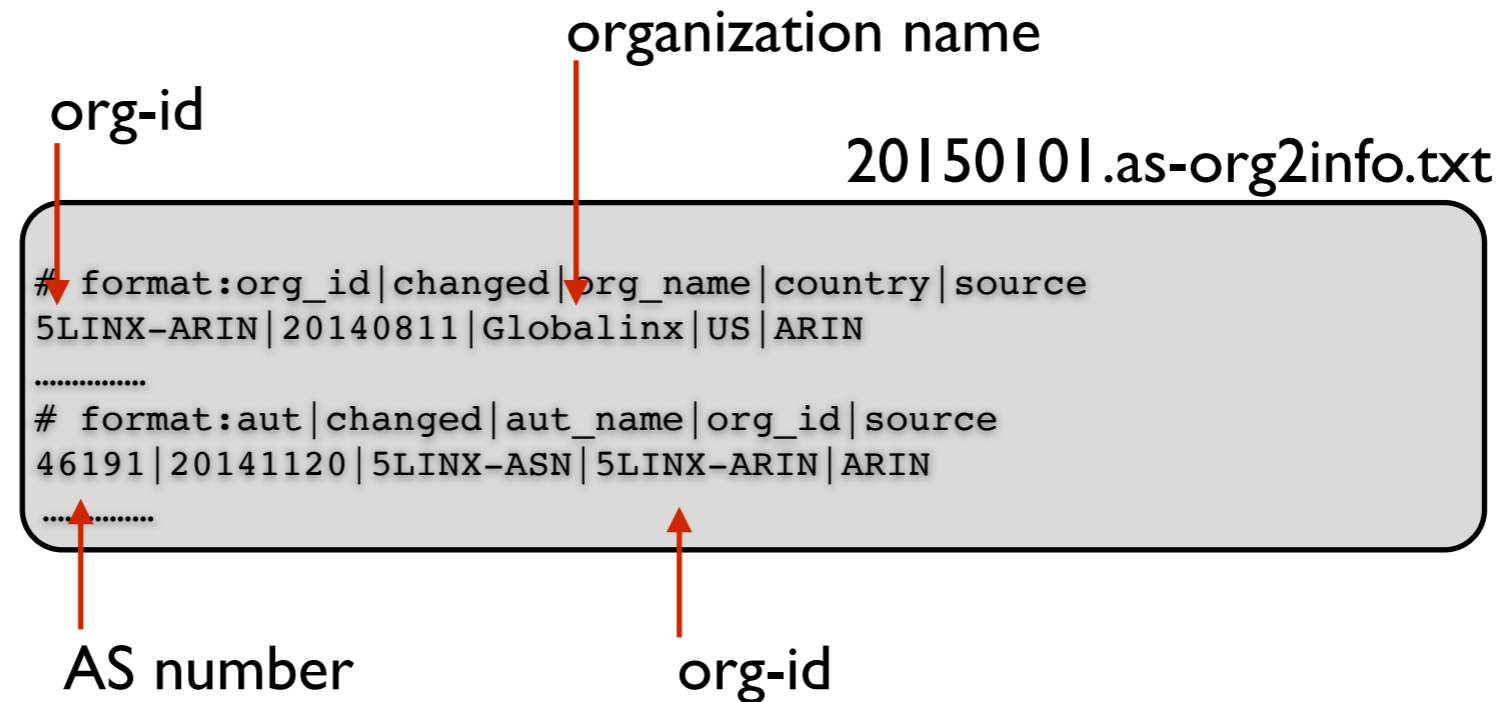 organization name
org-id
20150101.as-org2info.txt
# format:org_id|changed|org_name|country|source
5LINX-ARIN|20140811|Globalinx|US|ARIN
...............
# format:aut|changed|aut_name|org_id|source
46191|20141120|5LINX-ASN|5LINX-ARIN|ARIN
...............
AS number org-id